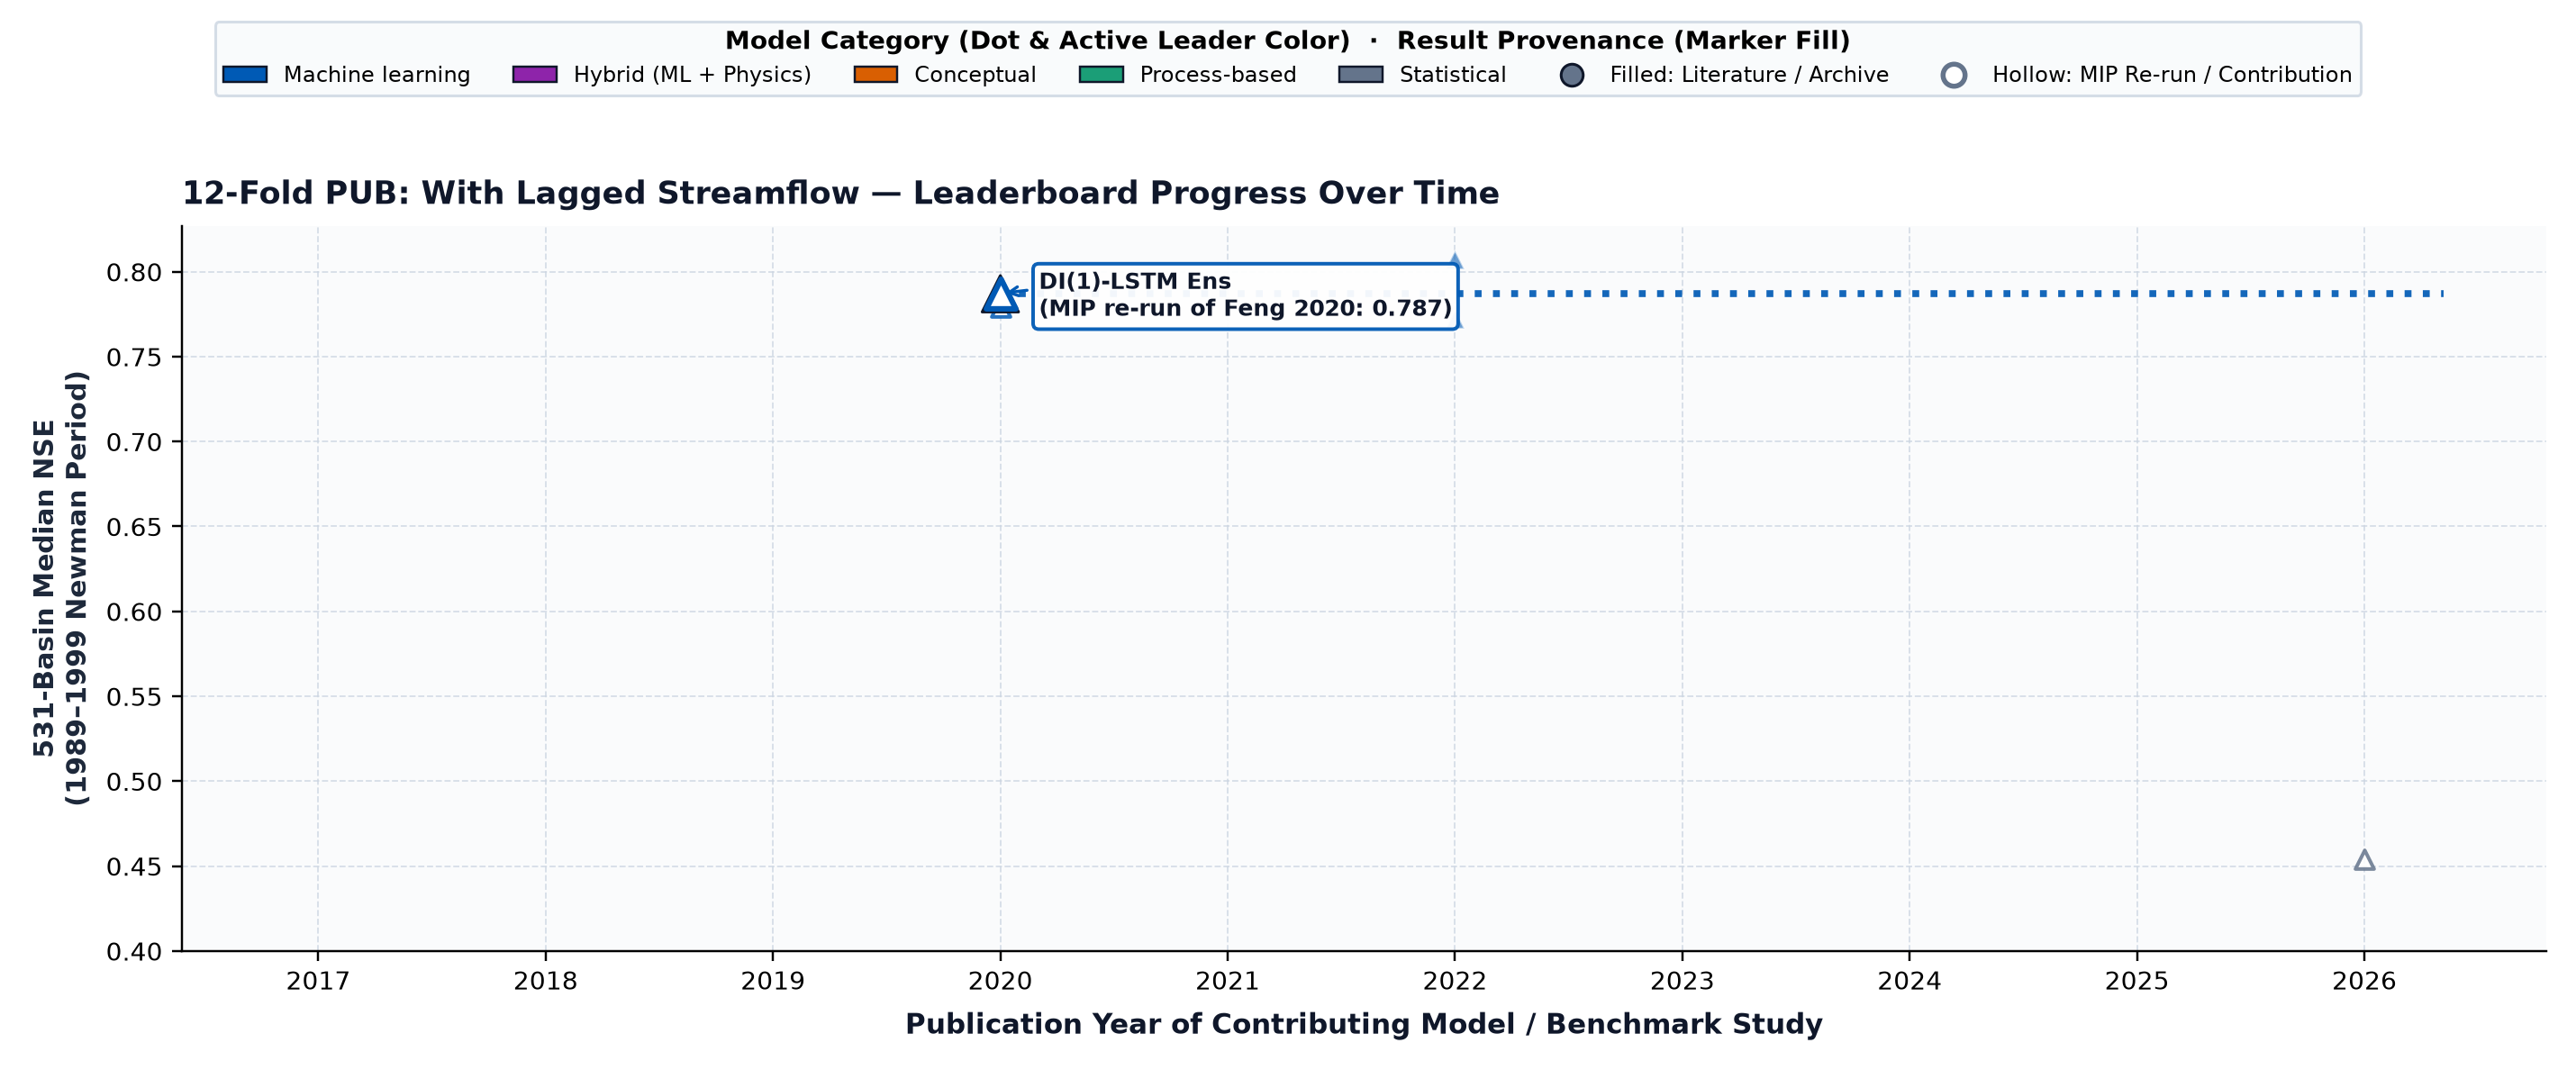 Model Category (Dot & Active Leader Color)  ·  Result Provenance (Marker Fill)
Machine learning
Hybrid (ML + Physics)
Conceptual
Process-based
Statistical
Filled: Literature / Archive
Hollow: MIP Re-run / Contribution
12-Fold PUB: With Lagged Streamflow — Leaderboard Progress Over Time
DI(1)-LSTM Ens
(MIP re-run of Feng 2020: 0.787)
531-Basin Median NSE
(1989–1999 Newman Period)
0.80
0.75
0.70
0.65
0.60
0.55
0.50
0.45
0.40
2017
2018
2019
2020
2021
2022
2023
2024
2025
2026
Publication Year of Contributing Model / Benchmark Study